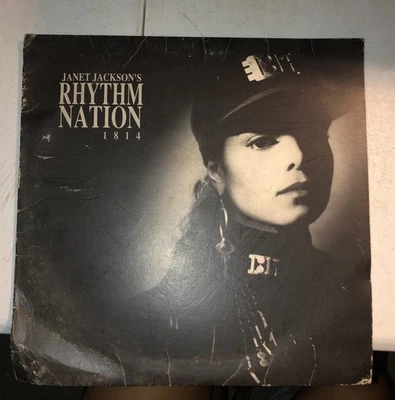 JANET JACKSON'S
RHYTHM
NATION
1814